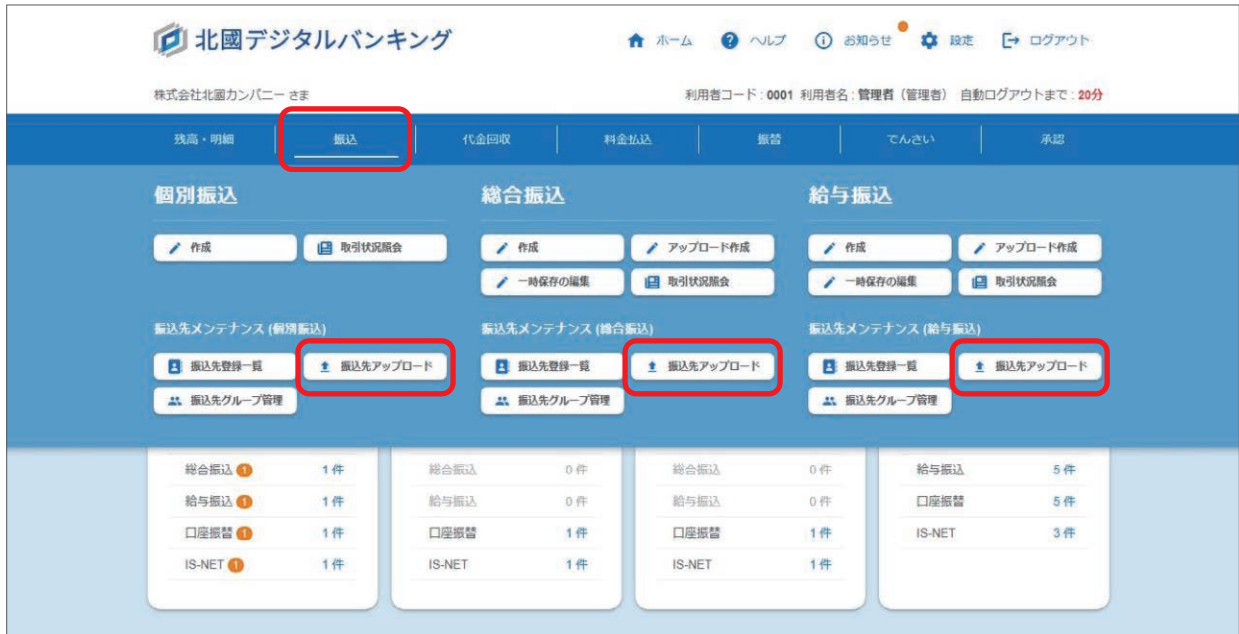 北國デジタルバンキング
ホーム ヘルプ お知らせ 設定 ログアウト
株式会社北國カンパニー さま 利用者コード : 0001 利用者名 : 管理者 (管理者) 自動ログアウトまで : 20分
残高・明細 振込 代金回収 料金払込 振替 でんさい 承認
個別振込 総合振込 給与振込
作成 取引状況照会 作成 アップロード作成 作成 アップロード作成
一時保存の編集 取引状況照会 一時保存の編集 取引状況照会
振込先メンテナンス (個別振込) 振込先メンテナンス (総合振込) 振込先メンテナンス (給与振込)
振込先登録一覧 振込先アップロード 振込先登録一覧 振込先アップロード 振込先登録一覧 振込先アップロード
振込先グループ管理 振込先グループ管理 振込先グループ管理
総合振込 1 1件 総合振込 0件 総合振込 0件 給与振込 5件
給与振込 1 1件 給与振込 0件 給与振込 0件 口座振替 5件
口座振替 1 1件 口座振替 1件 口座振替 1件 IS-NET 3件
IS-NET 1 1件 IS-NET 1件 IS-NET 1件